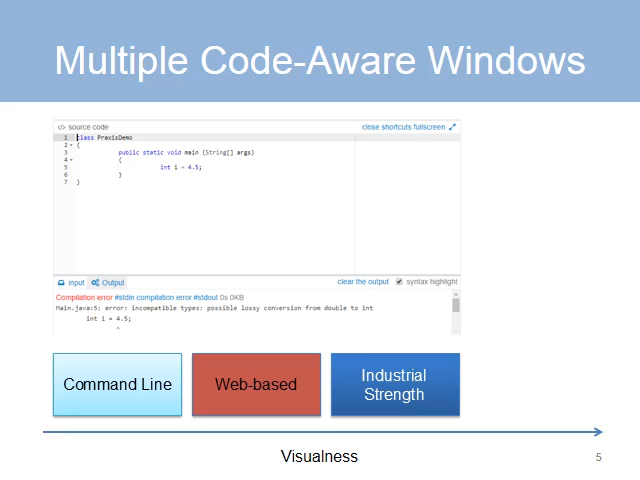 Multiple Code-Aware Windows
</> source code
close shortcuts fullscreen
1 class PraxisDemo
2 {
3 public static void main (String[] args)
4 {
5 int i = 4.5;
6 }
7 }
input Output
clear the output syntax highlight
Compilation error #stdin compilation error #stdout 0s 0KB
Main.java:5: error: incompatible types: possible lossy conversion from double to int
int i = 4.5;
^
Command Line
Web-based
Industrial
Strength
Visualness
5